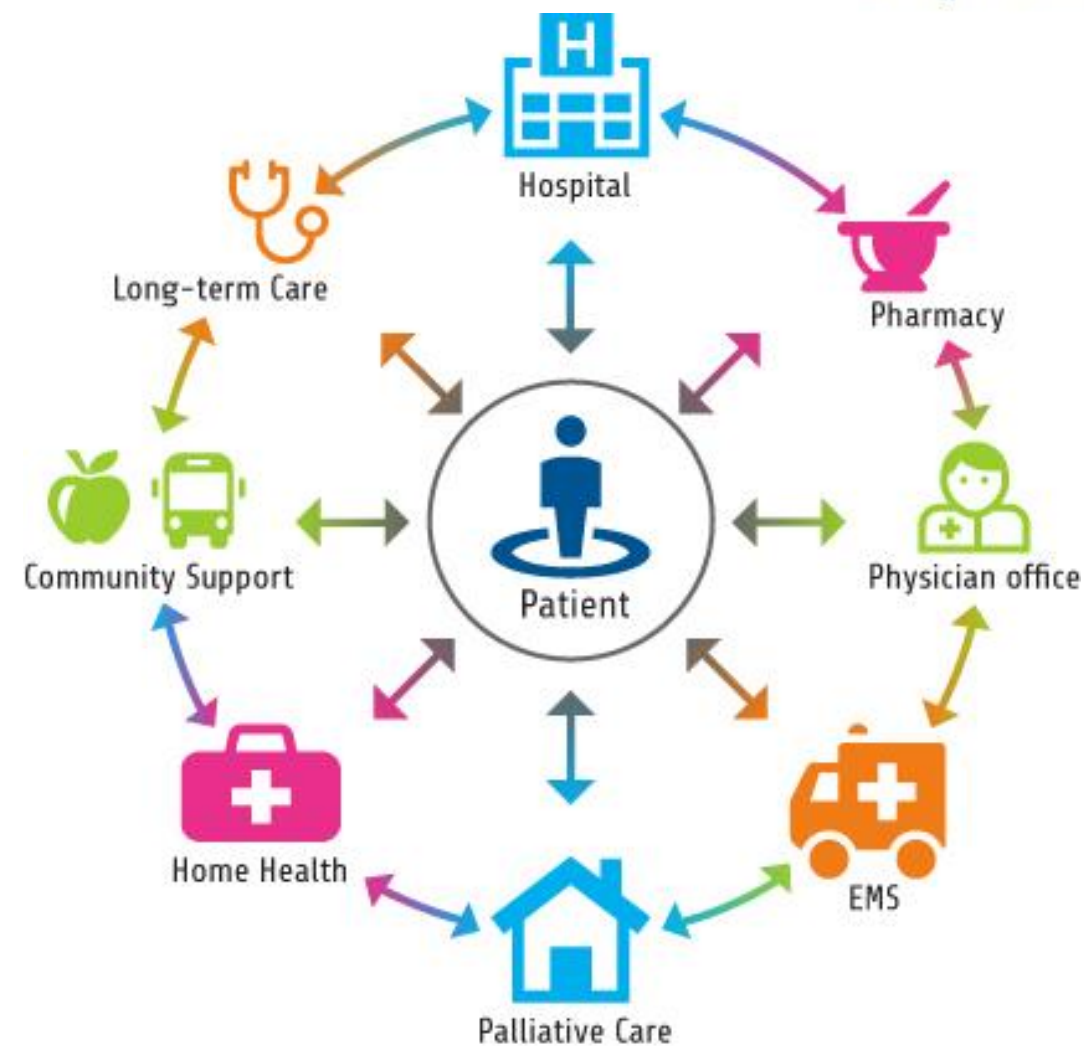 H
Hospital
Long-term Care
Pharmacy
Community Support
Patient
Physician office
Home Health
EMS
Palliative Care